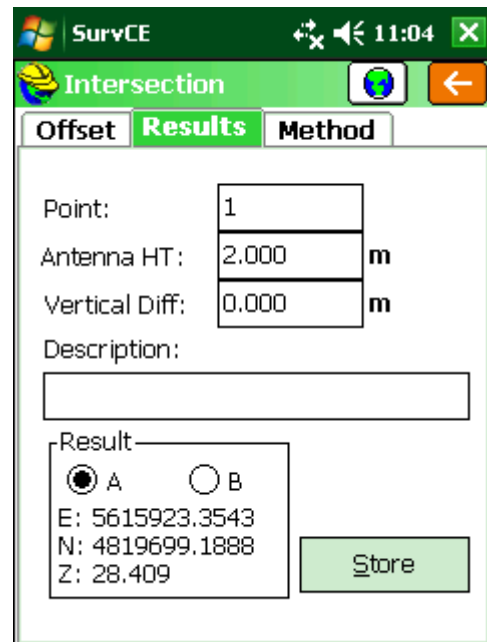 SurvCE 11:04
Intersection
Offset Results Method
Point: 1
Antenna HT: 2.000 m
Vertical Diff: 0.000 m
Description:
Result
A B
E: 5615923.3543
N: 4819699.1888
Z: 28.409
Store